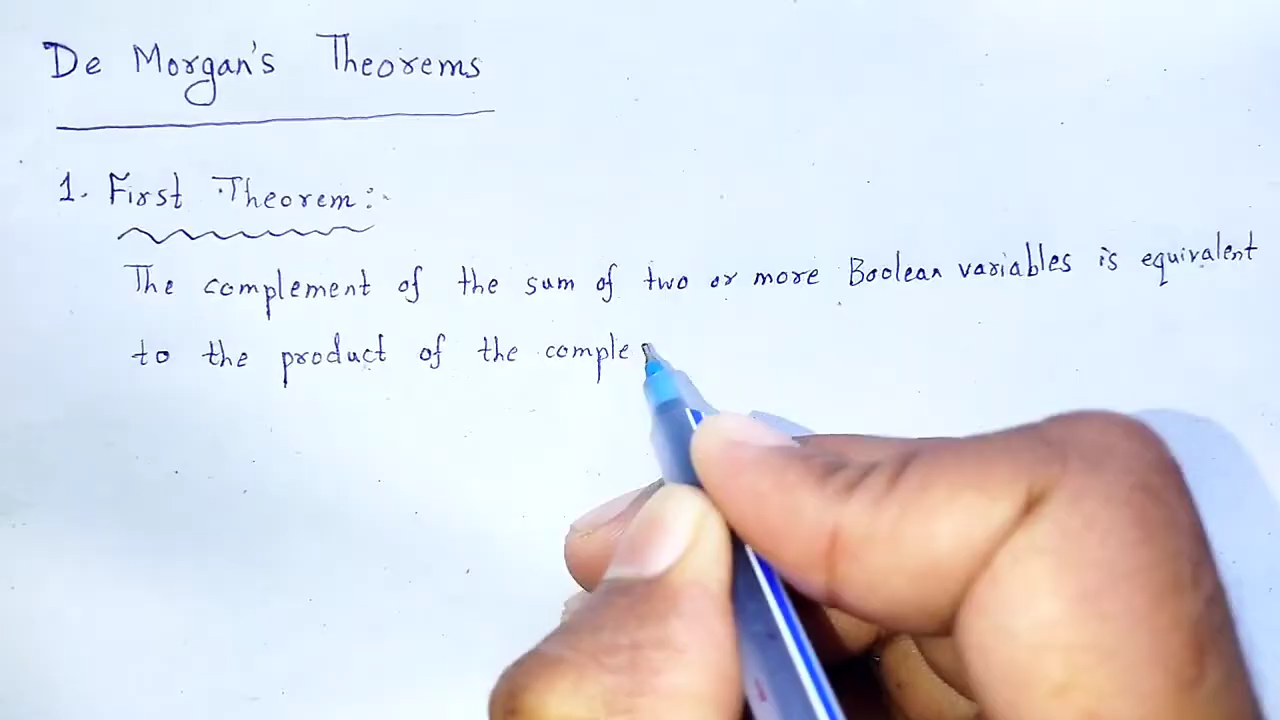 De Morgan's Theorems
1. First Theorem:-
The complement of the sum of two or more Boolean variables is equivalent
to the product of the comple